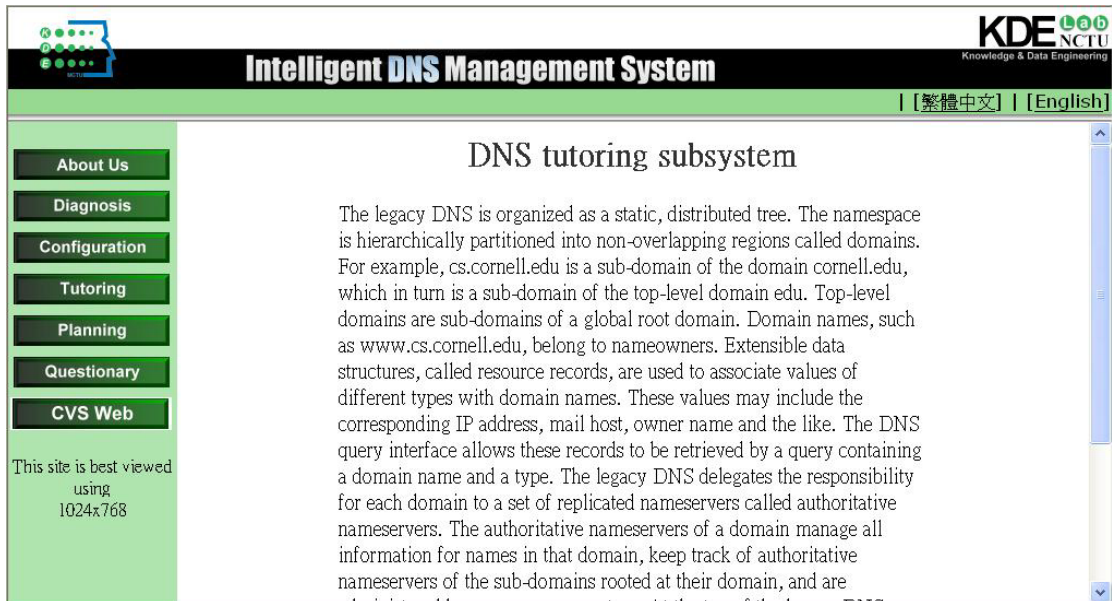 K
D
E
NCTU
KDE Lab
NCTU
Knowledge & Data Engineering
Intelligent DNS Management System
| [繁體中文] | [English]
About Us
Diagnosis
Configuration
Tutoring
Planning
Questionary
CVS Web
This site is best viewed
using
1024x768
DNS tutoring subsystem
The legacy DNS is organized as a static, distributed tree. The namespace
is hierarchically partitioned into non-overlapping regions called domains.
For example, cs.cornell.edu is a sub-domain of the domain cornell.edu,
which in turn is a sub-domain of the top-level domain edu. Top-level
domains are sub-domains of a global root domain. Domain names, such
as www.cs.cornell.edu, belong to nameowners. Extensible data
structures, called resource records, are used to associate values of
different types with domain names. These values may include the
corresponding IP address, mail host, owner name and the like. The DNS
query interface allows these records to be retrieved by a query containing
a domain name and a type. The legacy DNS delegates the responsibility
for each domain to a set of replicated nameservers called authoritative
nameservers. The authoritative nameservers of a domain manage all
information for names in that domain, keep track of authoritative
nameservers of the sub-domains rooted at their domain, and are